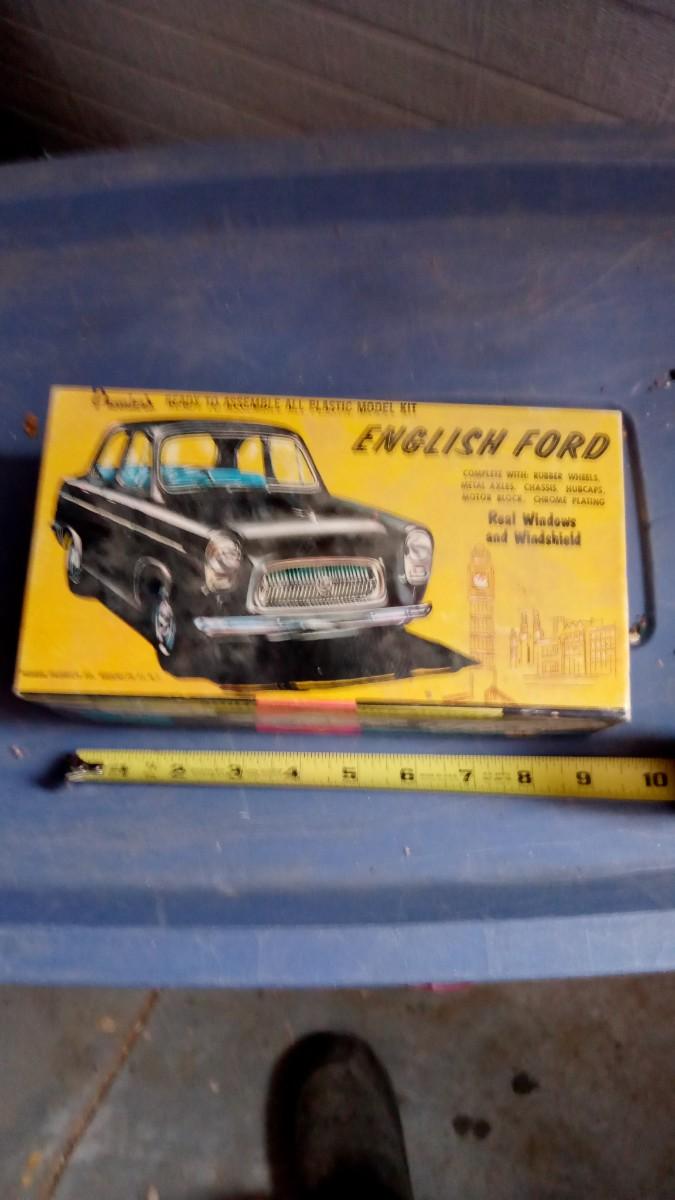 Premier READY TO ASSEMBLE ALL PLASTIC MODEL KIT
ENGLISH FORD
COMPLETE WITH: RUBBER WHEELS,
METAL AXLES, CHASSIS, HUBCAPS,
MOTOR BLOCK, CHROME PLATING
Real Windows
and Windshield
1 2 3 4 5 6 7 8 9 10